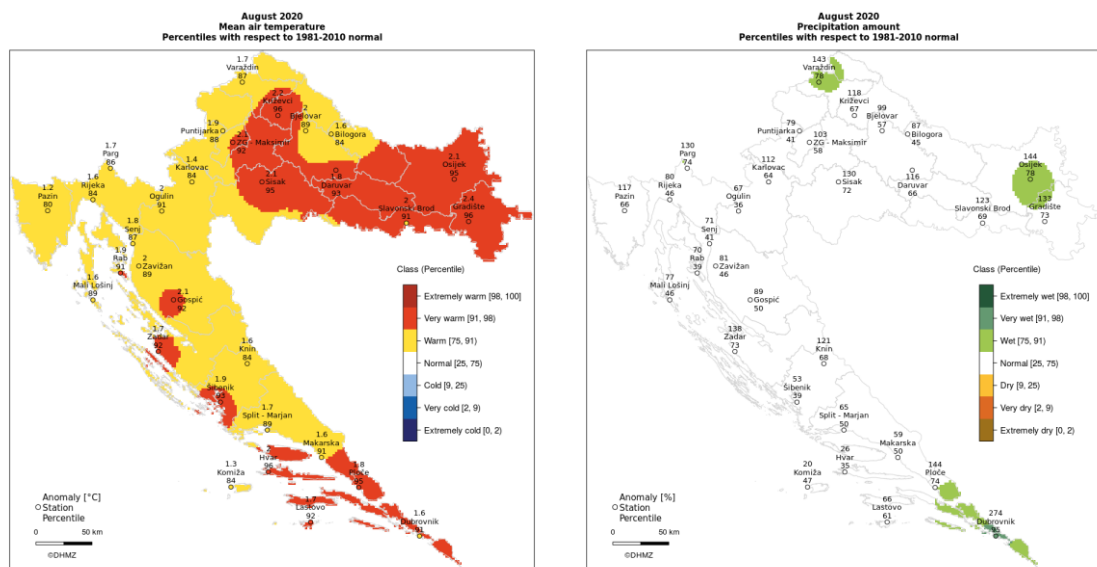 August 2020
Mean air temperature
Percentiles with respect to 1981-2010 normal
1.7
Varaždin
87
2.2
Križevci
96
2
Bjelovar
89
1.6
Bilogora
84
1.9
Puntijarka
88
2.1
ZG - Maksimir
92
1.7
Parg
86
1.4
Karlovac
84
2.1
Sisak
95
1.8
Daruvar
93
2.1
Osijek
95
1.2
Pazin
80
1.6
Rijeka
84
2
Ogulin
91
2
Slavonski Brod
91
2.4
Gradište
96
1.8
Senj
87
1.9
Rab
91
2
Zavižan
89
1.6
Mali Lošinj
89
2.1
Gospić
92
1.7
Zadar
92
1.6
Knin
84
1.9
Šibenik
93
1.7
Split - Marjan
89
1.6
Makarska
91
Hvar
96
1.3
Komiža
84
1.8
Ploče
95
1.7
Lastovo
92
1.6
Dubrovnik
91
Class (Percentile)
Extremely warm [98, 100]
Very warm [91, 98)
Warm [75, 91)
Normal [25, 75)
Cold [9, 25)
Very cold [2, 9)
Extremely cold [0, 2)
Anomaly [°C]
Station
Percentile
0 50 km
©DHMZ
August 2020
Precipitation amount
Percentiles with respect to 1981-2010 normal
143
Varaždin
78
118
Križevci
67
99
Bjelovar
57
87
Bilogora
45
79
Puntijarka
41
103
ZG - Maksimir
58
130
Parg
74
112
Karlovac
64
130
Sisak
72
116
Daruvar
66
144
Osijek
78
117
Pazin
66
80
Rijeka
46
67
Ogulin
36
123
Slavonski Brod
69
133
Gradište
73
71
Senj
41
70
Rab
39
81
Zavižan
46
77
Mali Lošinj
46
89
Gospić
50
138
Zadar
73
121
Knin
68
53
Šibenik
39
65
Split - Marjan
50
59
Makarska
50
26
Hvar
35
20
Komiža
47
144
Ploče
74
66
Lastovo
61
274
Dubrovnik
95
Class (Percentile)
Extremely wet [98, 100]
Very wet [91, 98)
Wet [75, 91)
Normal [25, 75)
Dry [9, 25)
Very dry [2, 9)
Extremely dry [0, 2)
Anomaly [%]
Station
Percentile
0 50 km
©DHMZ